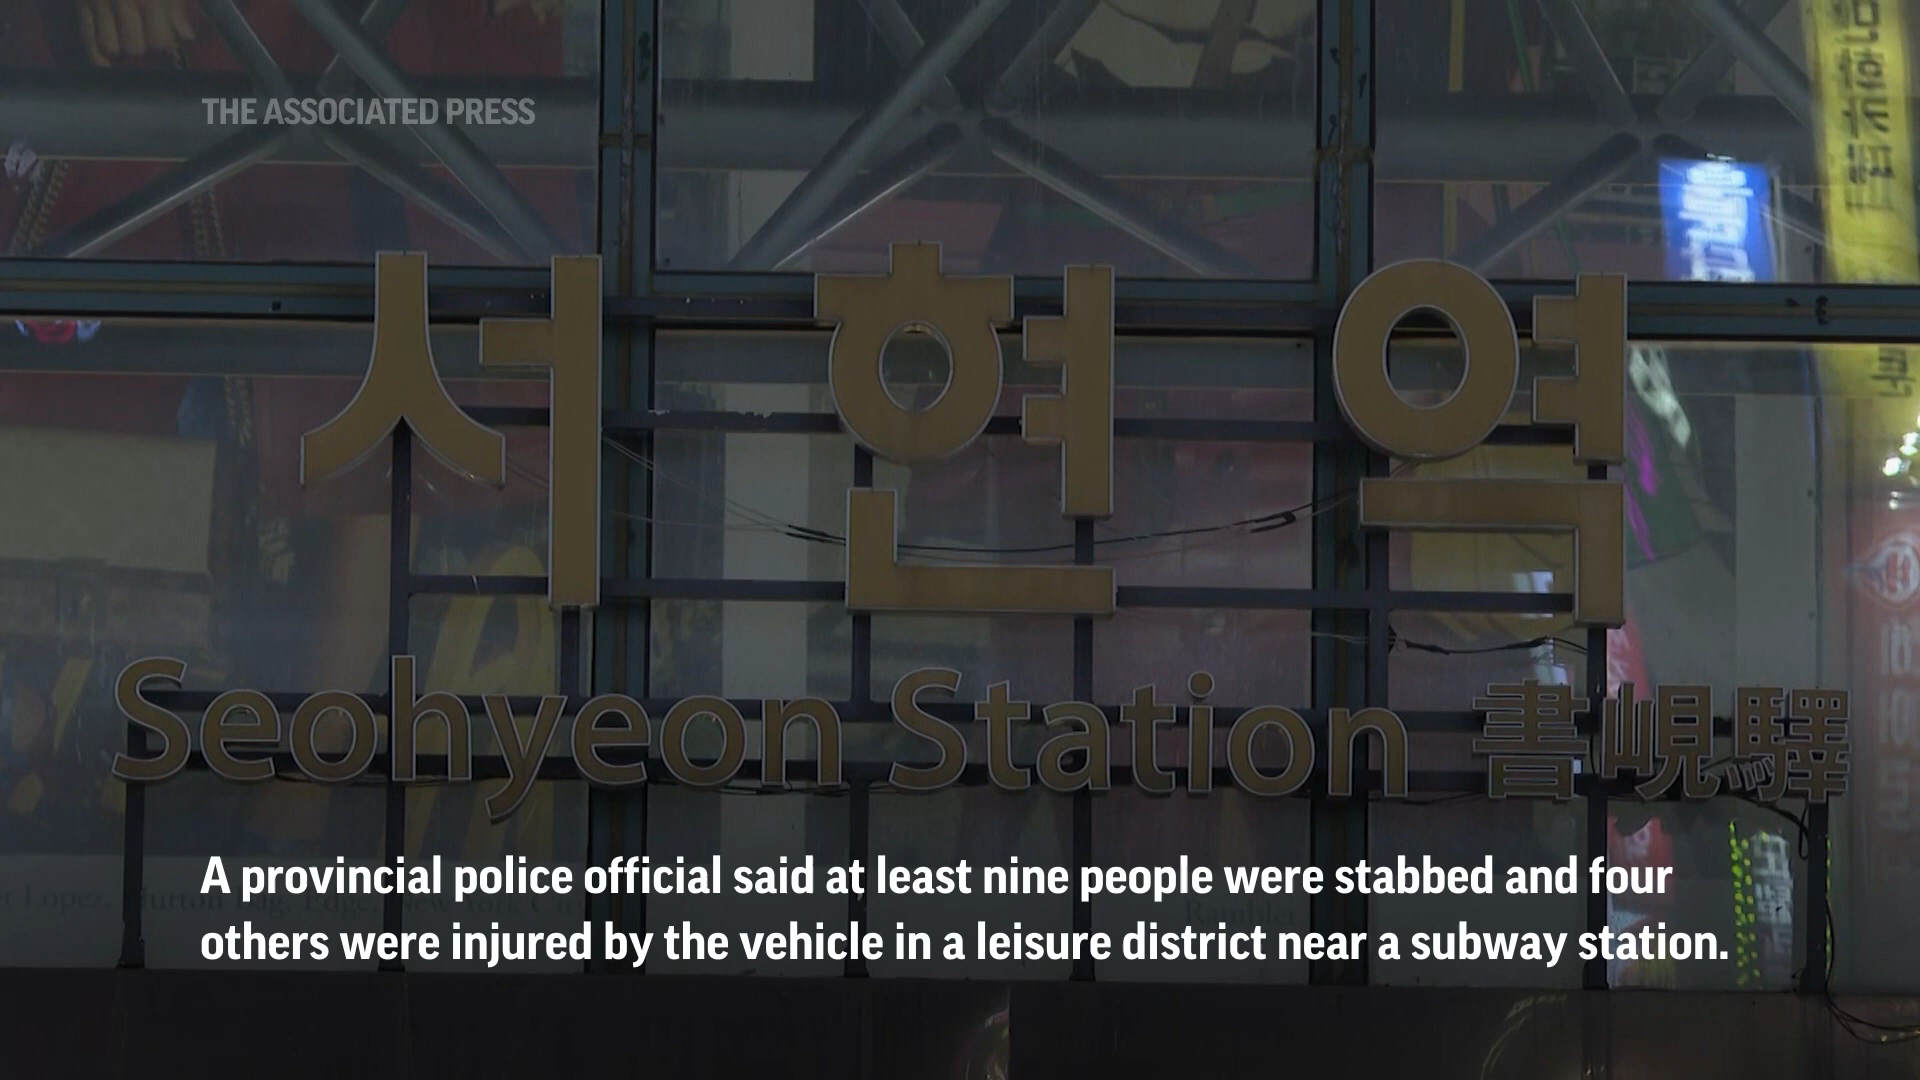 THE ASSOCIATED PRESS
서현역
Seohyeon Station 書峴驛
A provincial police official said at least nine people were stabbed and four
others were injured by the vehicle in a leisure district near a subway station.